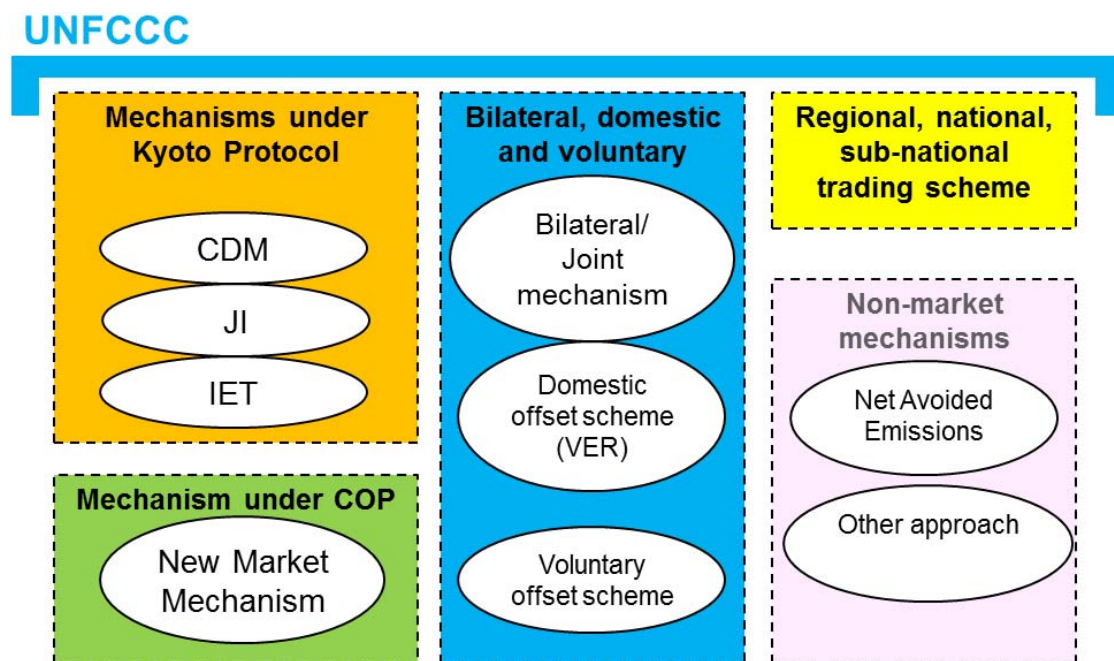 UNFCCC
Mechanisms under
Kyoto Protocol
CDM
JI
IET
Mechanism under COP
New Market
Mechanism
Bilateral, domestic
and voluntary
Bilateral/
Joint
mechanism
Domestic
offset scheme
(VER)
Voluntary
offset scheme
Regional, national,
sub-national
trading scheme
Non-market
mechanisms
Net Avoided
Emissions
Other approach